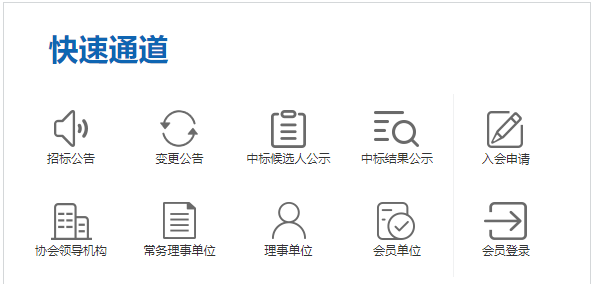 快速通道
招标公告
变更公告
中标候选人公示
中标结果公示
入会申请
协会领导机构
常务理事单位
理事单位
会员单位
会员登录